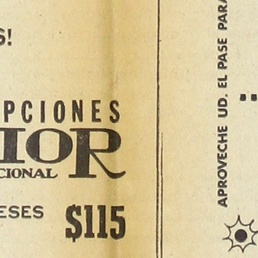 S!
PCIONES
IOR
CIONAL
ESES $115
APROVECHE UD. EL PASE PARA